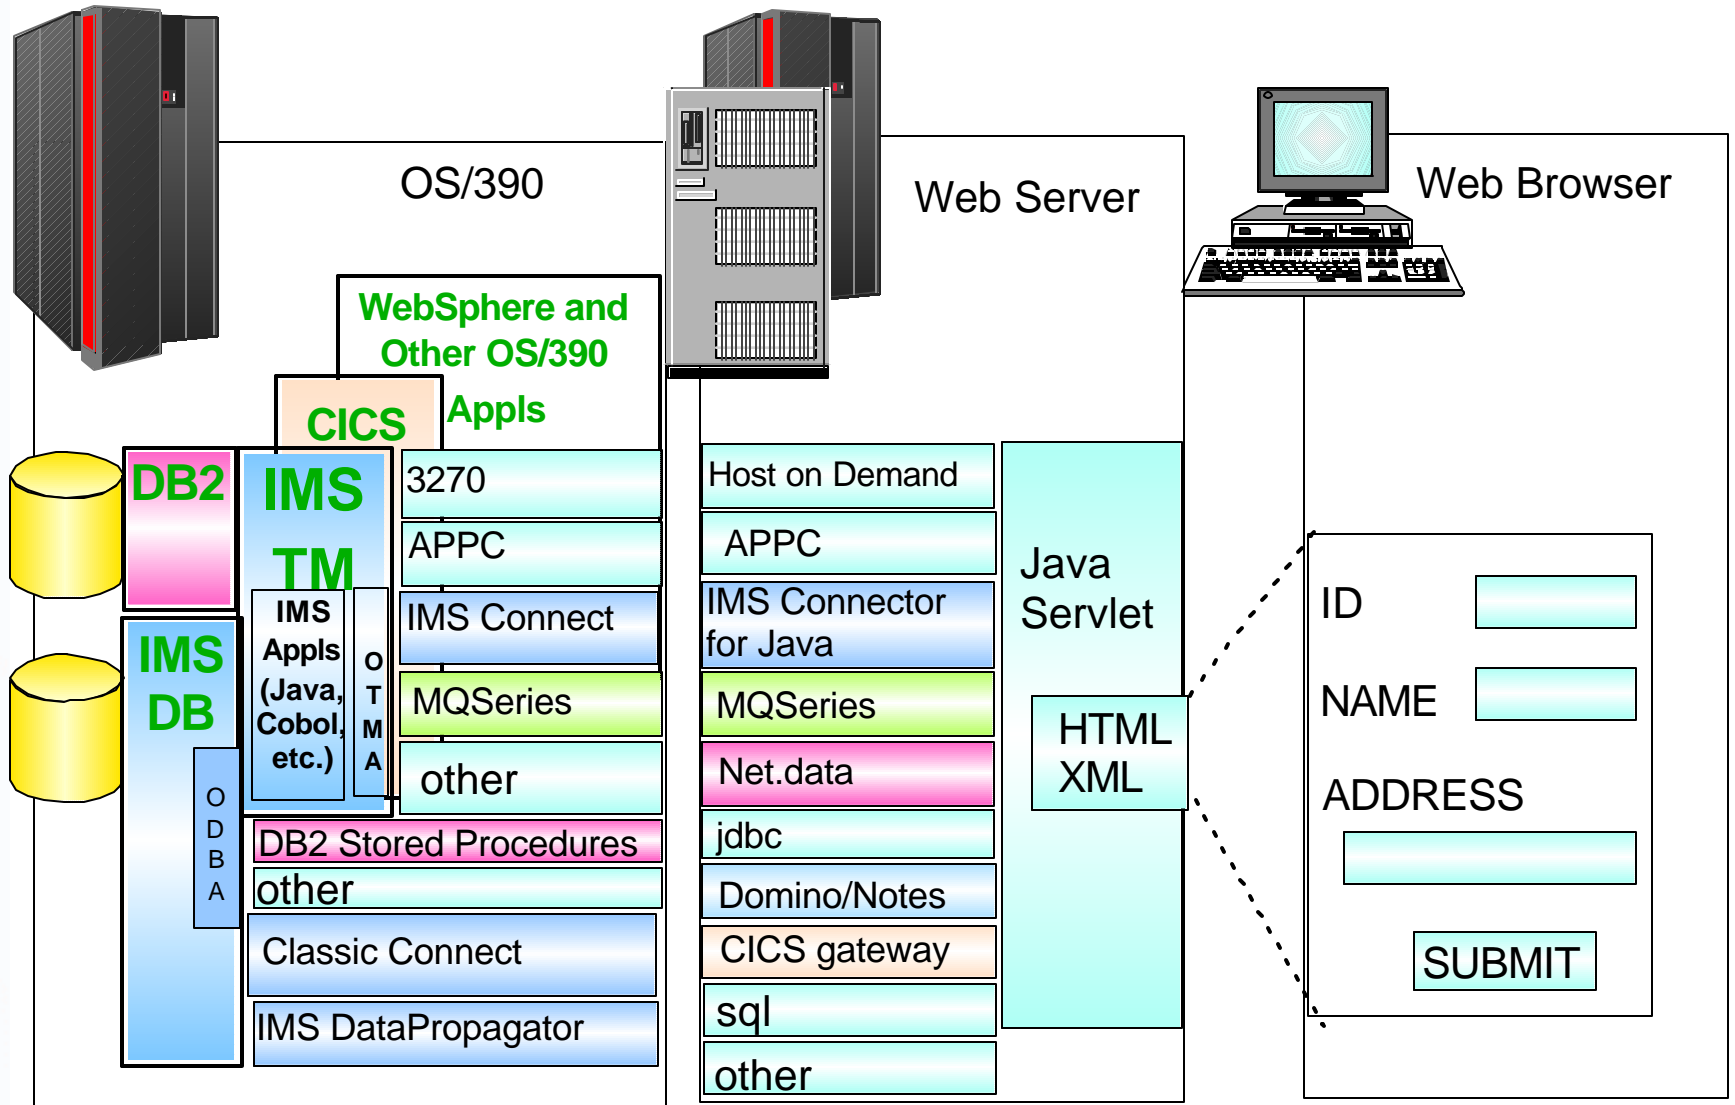 OS/390
Web Server
Web Browser
WebSphere and
Other OS/390
Appls
CICS
DB2
IMS
TM
IMS
Appls
(Java,
Cobol,
etc.)
O
T
M
A
IMS
DB
O
D
B
A
3270
APPC
IMS Connect
MQSeries
other
DB2 Stored Procedures
other
Classic Connect
IMS DataPropagator
Host on Demand
APPC
IMS Connector
for Java
MQSeries
Net.data
jdbc
Domino/Notes
CICS gateway
sql
other
Java
Servlet
HTML
XML
ID
NAME
ADDRESS
SUBMIT